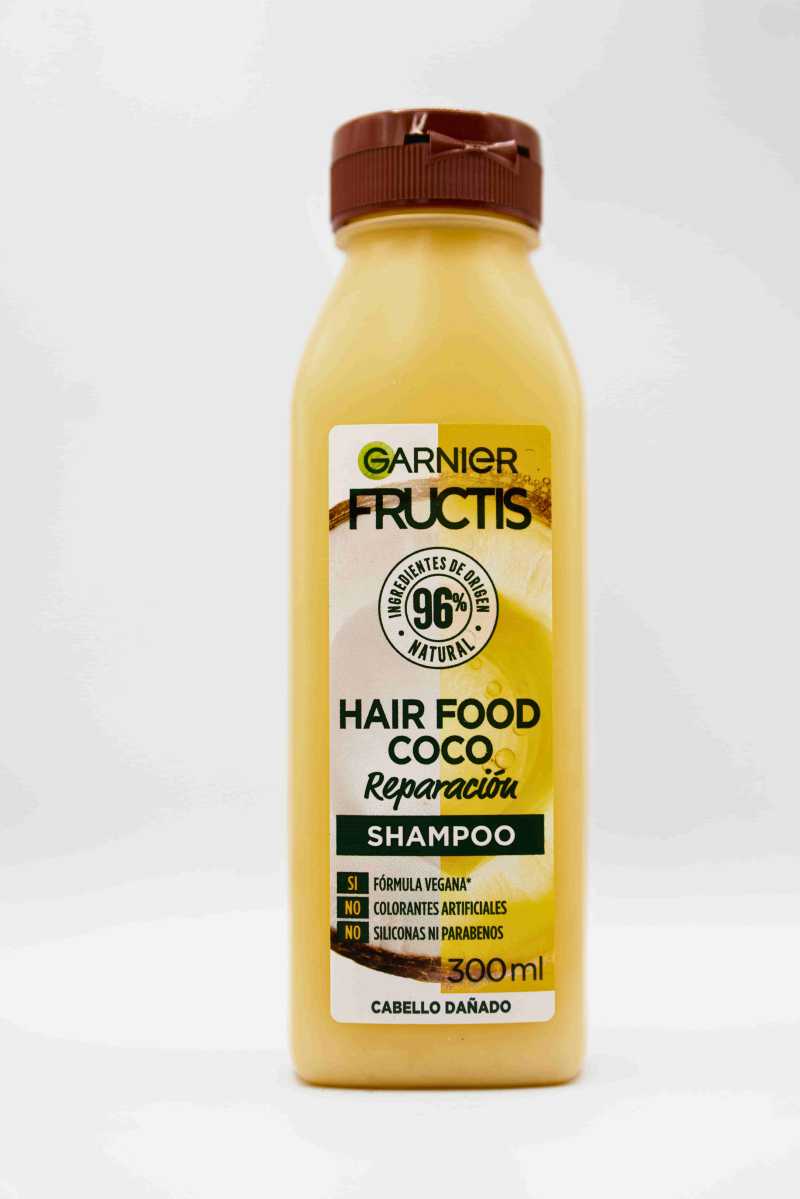 GARNIER
FRUCTIS
INGREDIENTES DE ORIGEN
96%
• NATURAL •
HAIR FOOD
COCO
Reparación
SHAMPOO
SI FÓRMULA VEGANA*
NO COLORANTES ARTIFICIALES
NO SILICONAS NI PARABENOS
300ml
CABELLO DAÑADO